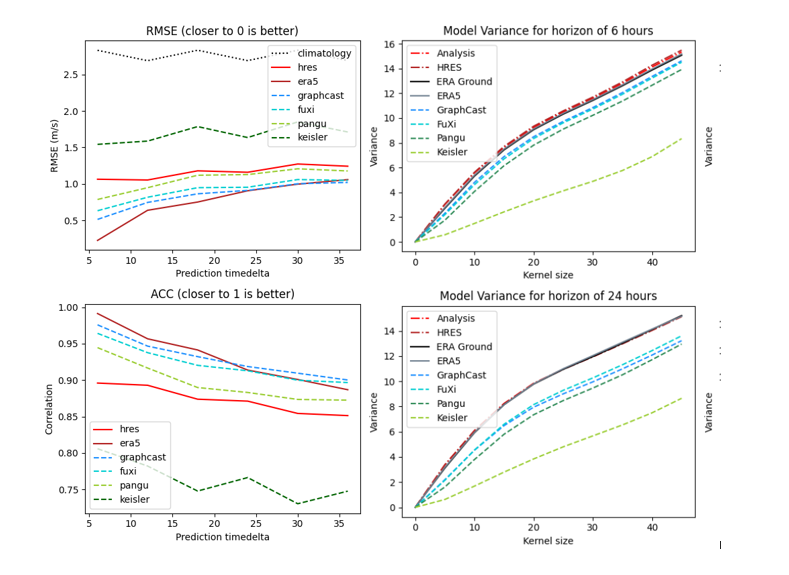 RMSE (closer to 0 is better)
RMSE (m/s)
2.5
2.0
1.5
1.0
0.5
climatology
hres
era5
graphcast
fuxi
pangu
keisler
5 10 15 20 25 30 35
Prediction timedelta
Model Variance for horizon of 6 hours
Variance
16
14
12
10
8
6
4
2
0
Analysis
HRES
ERA Ground
ERA5
GraphCast
FuXi
Pangu
Keisler
0 10 20 30 40
Kernel size
Variance
ACC (closer to 1 is better)
Correlation
1.00
0.95
0.90
0.85
0.80
0.75
hres
era5
graphcast
fuxi
pangu
keisler
5 10 15 20 25 30 35
Prediction timedelta
Model Variance for horizon of 24 hours
Variance
14
12
10
8
6
4
2
0
Analysis
HRES
ERA Ground
ERA5
GraphCast
FuXi
Pangu
Keisler
0 10 20 30 40
Kernel size
Variance